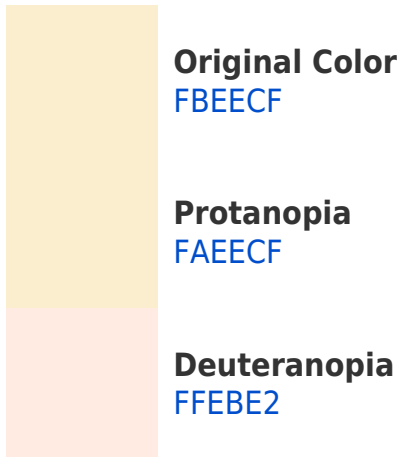 Original Color
FBEECF
Protanopia
FAEECF
Deuteranopia
FFEBE2